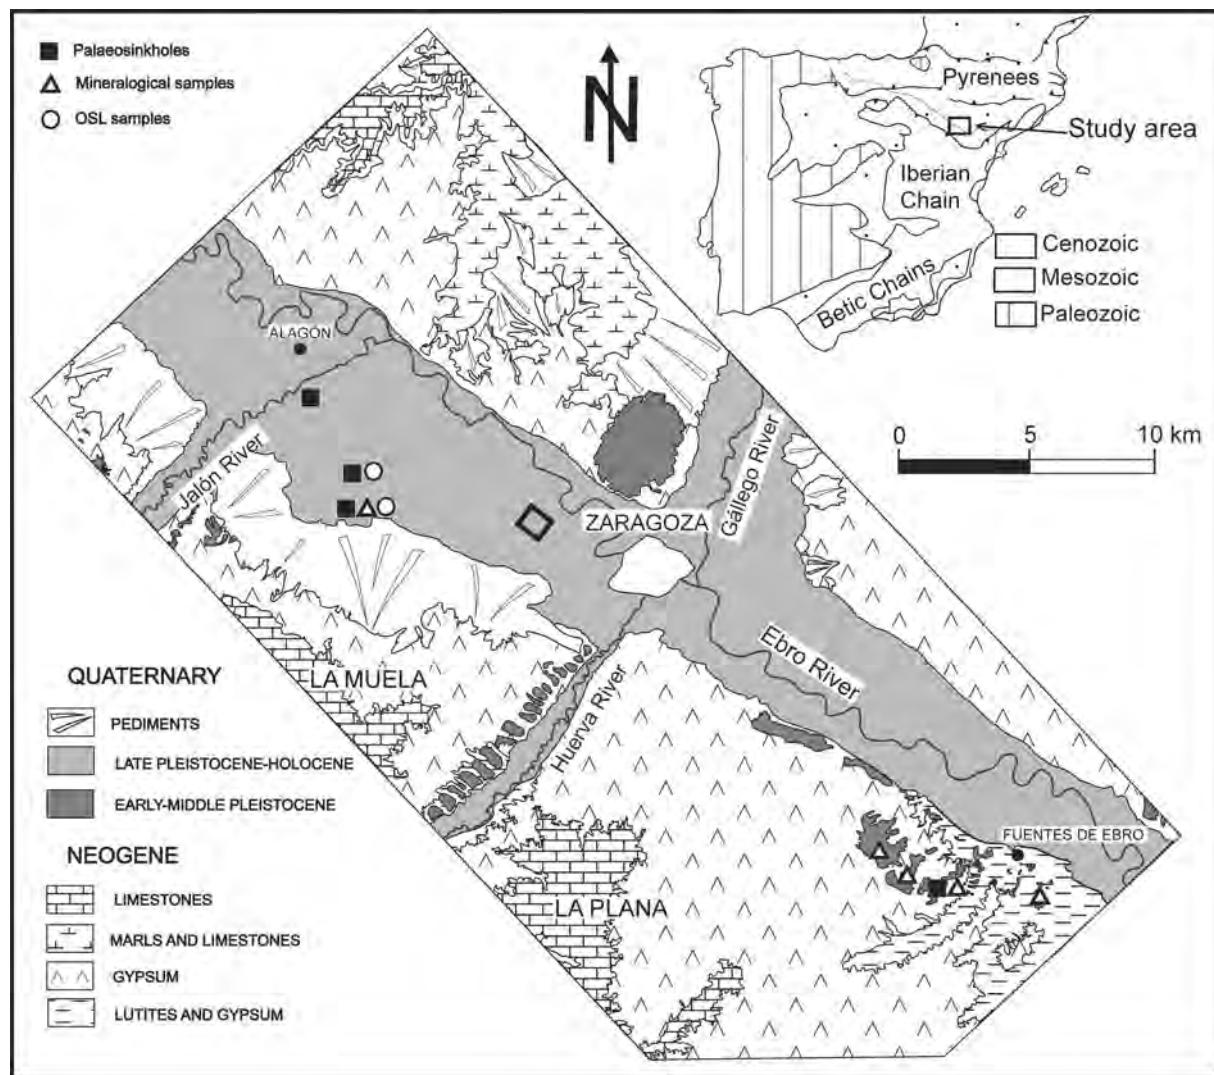 Palaeosinkholes
Mineralogical samples
OSL samples
N
Pyrenees
Study area
Iberian
Chain
Betic Chains
Cenozoic
Mesozoic
Paleozoic
ALAGÓN
Jalón River
ZARAGOZA
Gállego River
0 5 10 km
Ebro River
Huerva River
LA MUELA
LA PLANA
FUENTES DE EBRO
QUATERNARY
PEDIMENTS
LATE PLEISTOCENE-HOLOCENE
EARLY-MIDDLE PLEISTOCENE
NEOGENE
LIMESTONES
MARLS AND LIMESTONES
GYPSUM
LUTITES AND GYPSUM